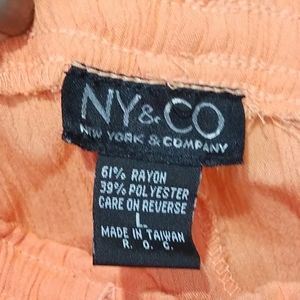 NY&CO
NEW YORK & COMPANY
61% RAYON
39% POLYESTER
CARE ON REVERSE
L
MADE IN TAIWAN
R. O. C.